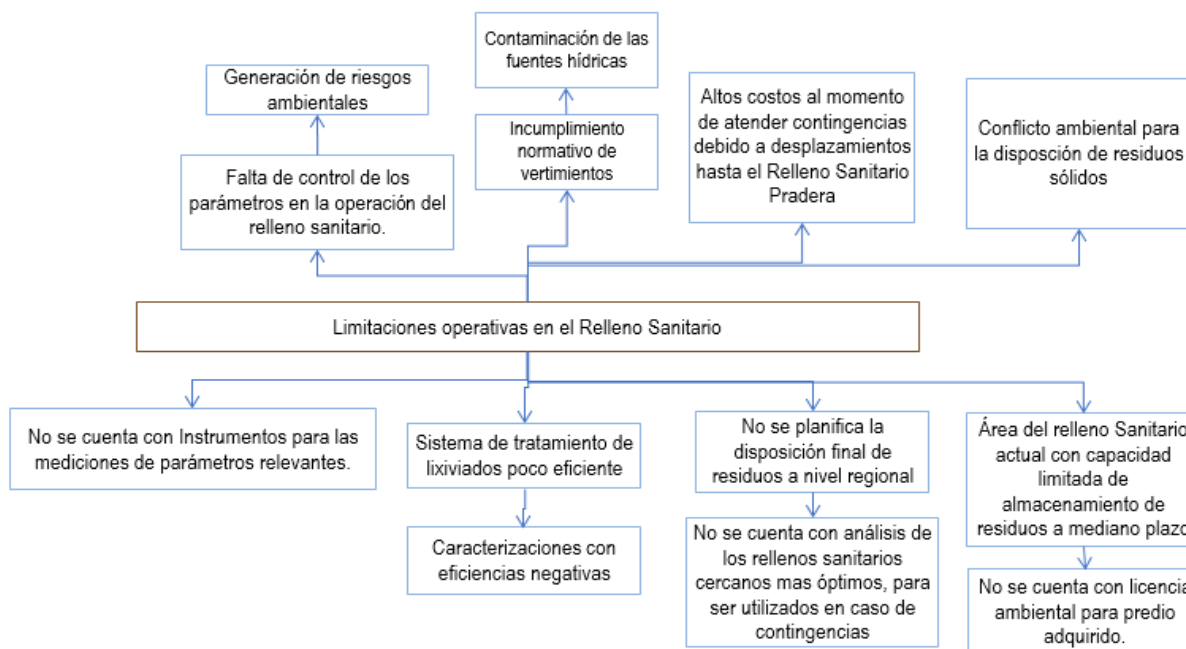 Contaminación de las
fuentes hídricas
Generación de riesgos
ambientales
Altos costos al momento
de atender contingencias
debido a desplazamientos
hasta el Relleno Sanitario
Pradera
Conflicto ambiental para
la disposción de residuos
sólidos
Incumplimiento
normativo de
vertimientos
Falta de control de los
parámetros en la operación del
relleno sanitario.
Limitaciones operativas en el Relleno Sanitario
No se cuenta con Instrumentos para las
mediciones de parámetros relevantes.
Sistema de tratamiento de
lixiviados poco eficiente
No se planifica la
disposición final de
residuos a nivel regional
Área del relleno Sanitario
actual con capacidad
limitada de
almacenamiento de
residuos a mediano plazo
Caracterizaciones con
eficiencias negativas
No se cuenta con análisis de
los rellenos sanitarios
cercanos mas óptimos, para
ser utilizados en caso de
contingencias
No se cuenta con licencia
ambiental para predio
adquirido.